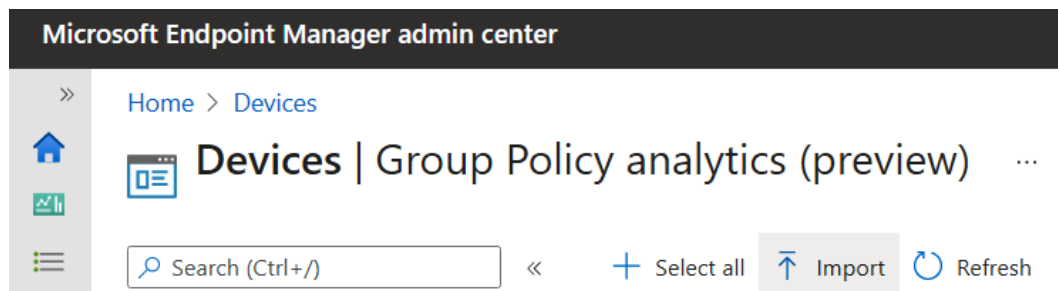 Microsoft Endpoint Manager admin center
» Home > Devices
Devices | Group Policy analytics (preview) ...
Search (Ctrl+/) « + Select all Import Refresh